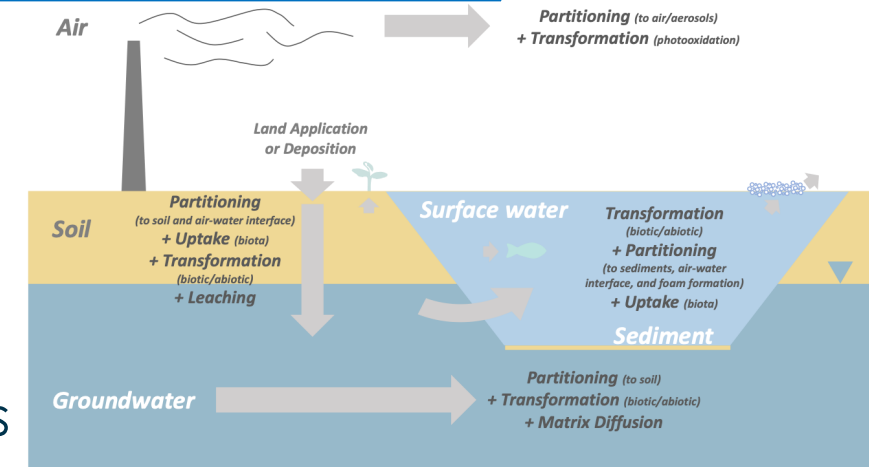 Air
Partitioning (to air/aerosols)
+ Transformation (photooxidation)
Land Application
or Deposition
Soil
Partitioning
(to soil and air-water interface)
+ Uptake (biota)
+ Transformation
(biotic/abiotic)
+ Leaching
Surface water
Transformation
(biotic/abiotic)
+ Partitioning
(to sediments, air-water
interface, and foam formation)
+ Uptake (biota)
Sediment
Groundwater
Partitioning (to soil)
+ Transformation (biotic/abiotic)
+ Matrix Diffusion
s